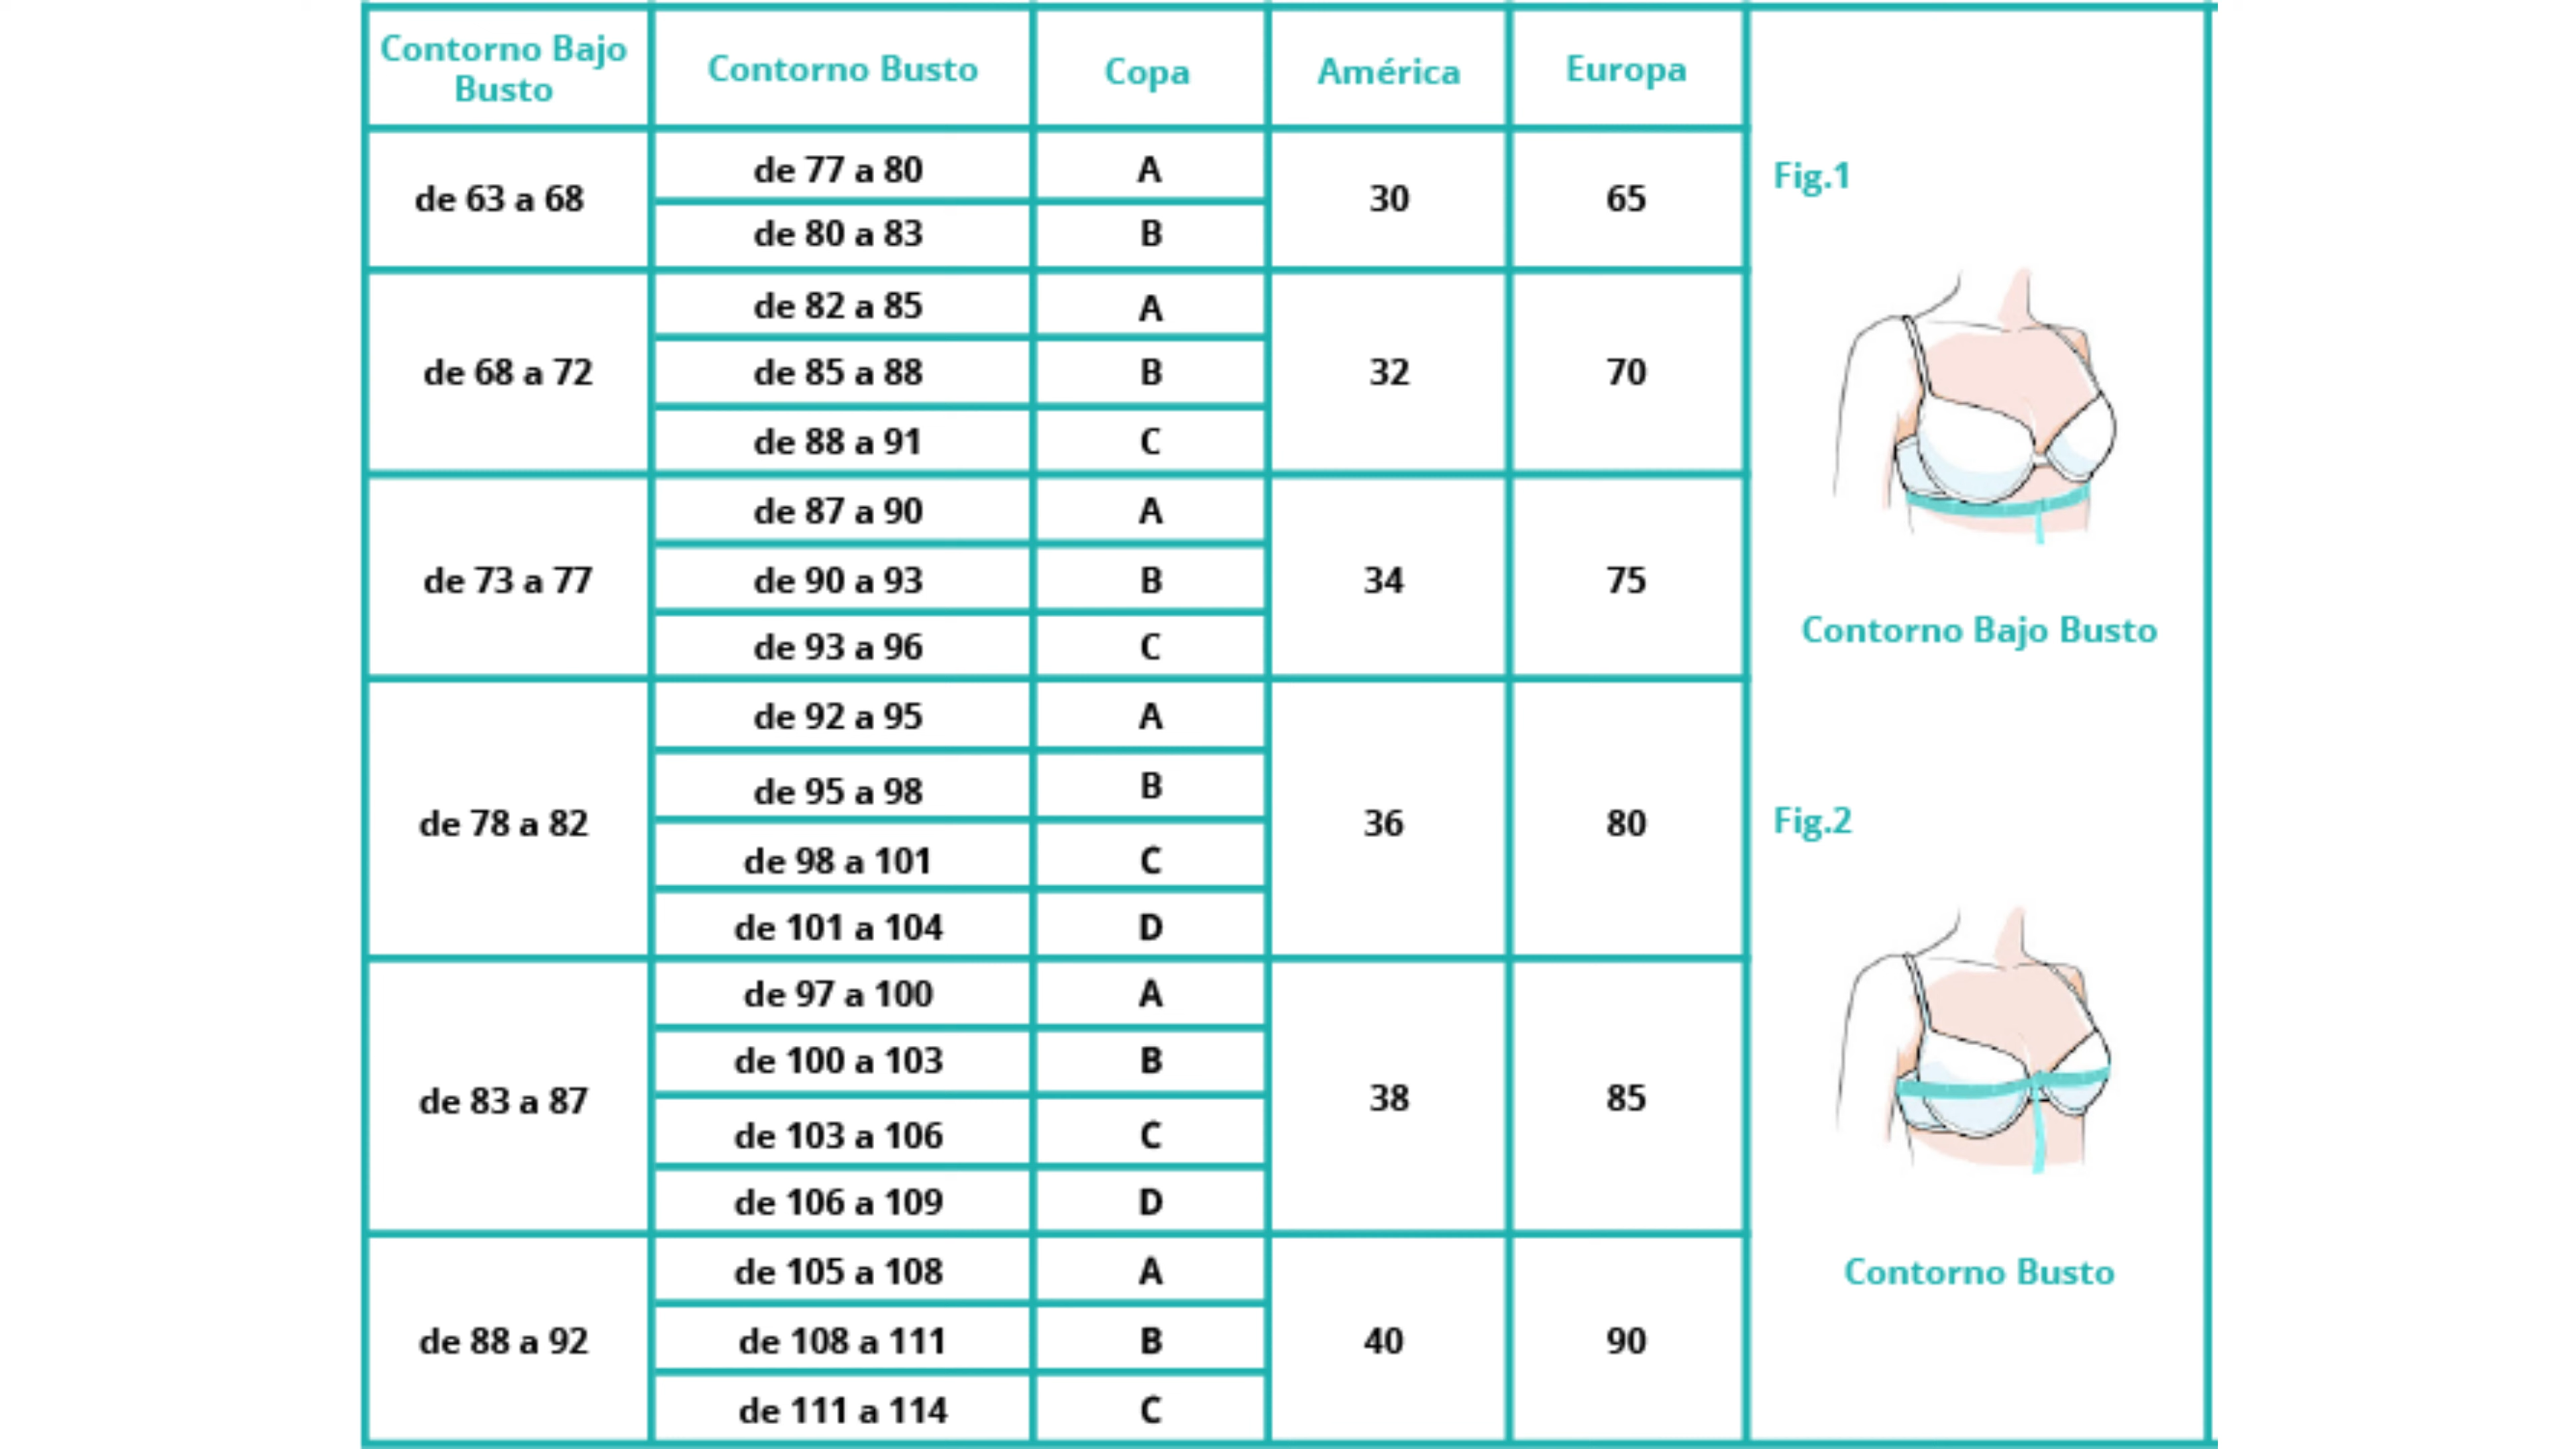 Contorno Bajo
Busto
Contorno Busto
Copa
América
Europa
de 63 a 68
de 77 a 80
A
de 80 a 83
B
30
65
de 68 a 72
de 82 a 85
A
de 85 a 88
B
de 88 a 91
C
32
70
de 73 a 77
de 87 a 90
A
de 90 a 93
B
de 93 a 96
C
34
75
de 78 a 82
de 92 a 95
A
de 95 a 98
B
de 98 a 101
C
de 101 a 104
D
36
80
de 83 a 87
de 97 a 100
A
de 100 a 103
B
de 103 a 106
C
de 106 a 109
D
38
85
de 88 a 92
de 105 a 108
A
de 108 a 111
B
de 111 a 114
C
40
90
Fig.1
Contorno Bajo Busto
Fig.2
Contorno Busto